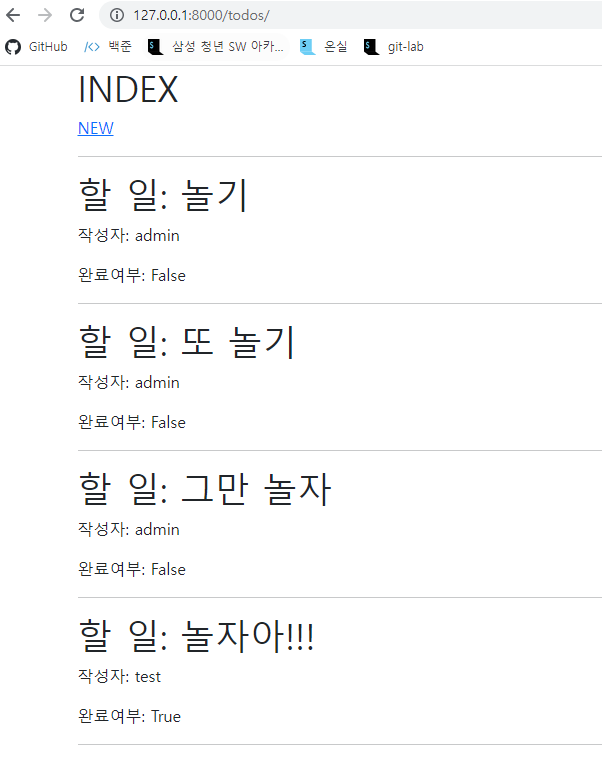 127.0.0.1:8000/todos/
GitHub 백준 삼성 청년 SW 아카... 온실 git-lab
INDEX
NEW
할 일: 놀기
작성자: admin
완료여부: False
할 일: 또 놀기
작성자: admin
완료여부: False
할 일: 그만 놀자
작성자: admin
완료여부: False
할 일: 놀자아!!!
작성자: test
완료여부: True